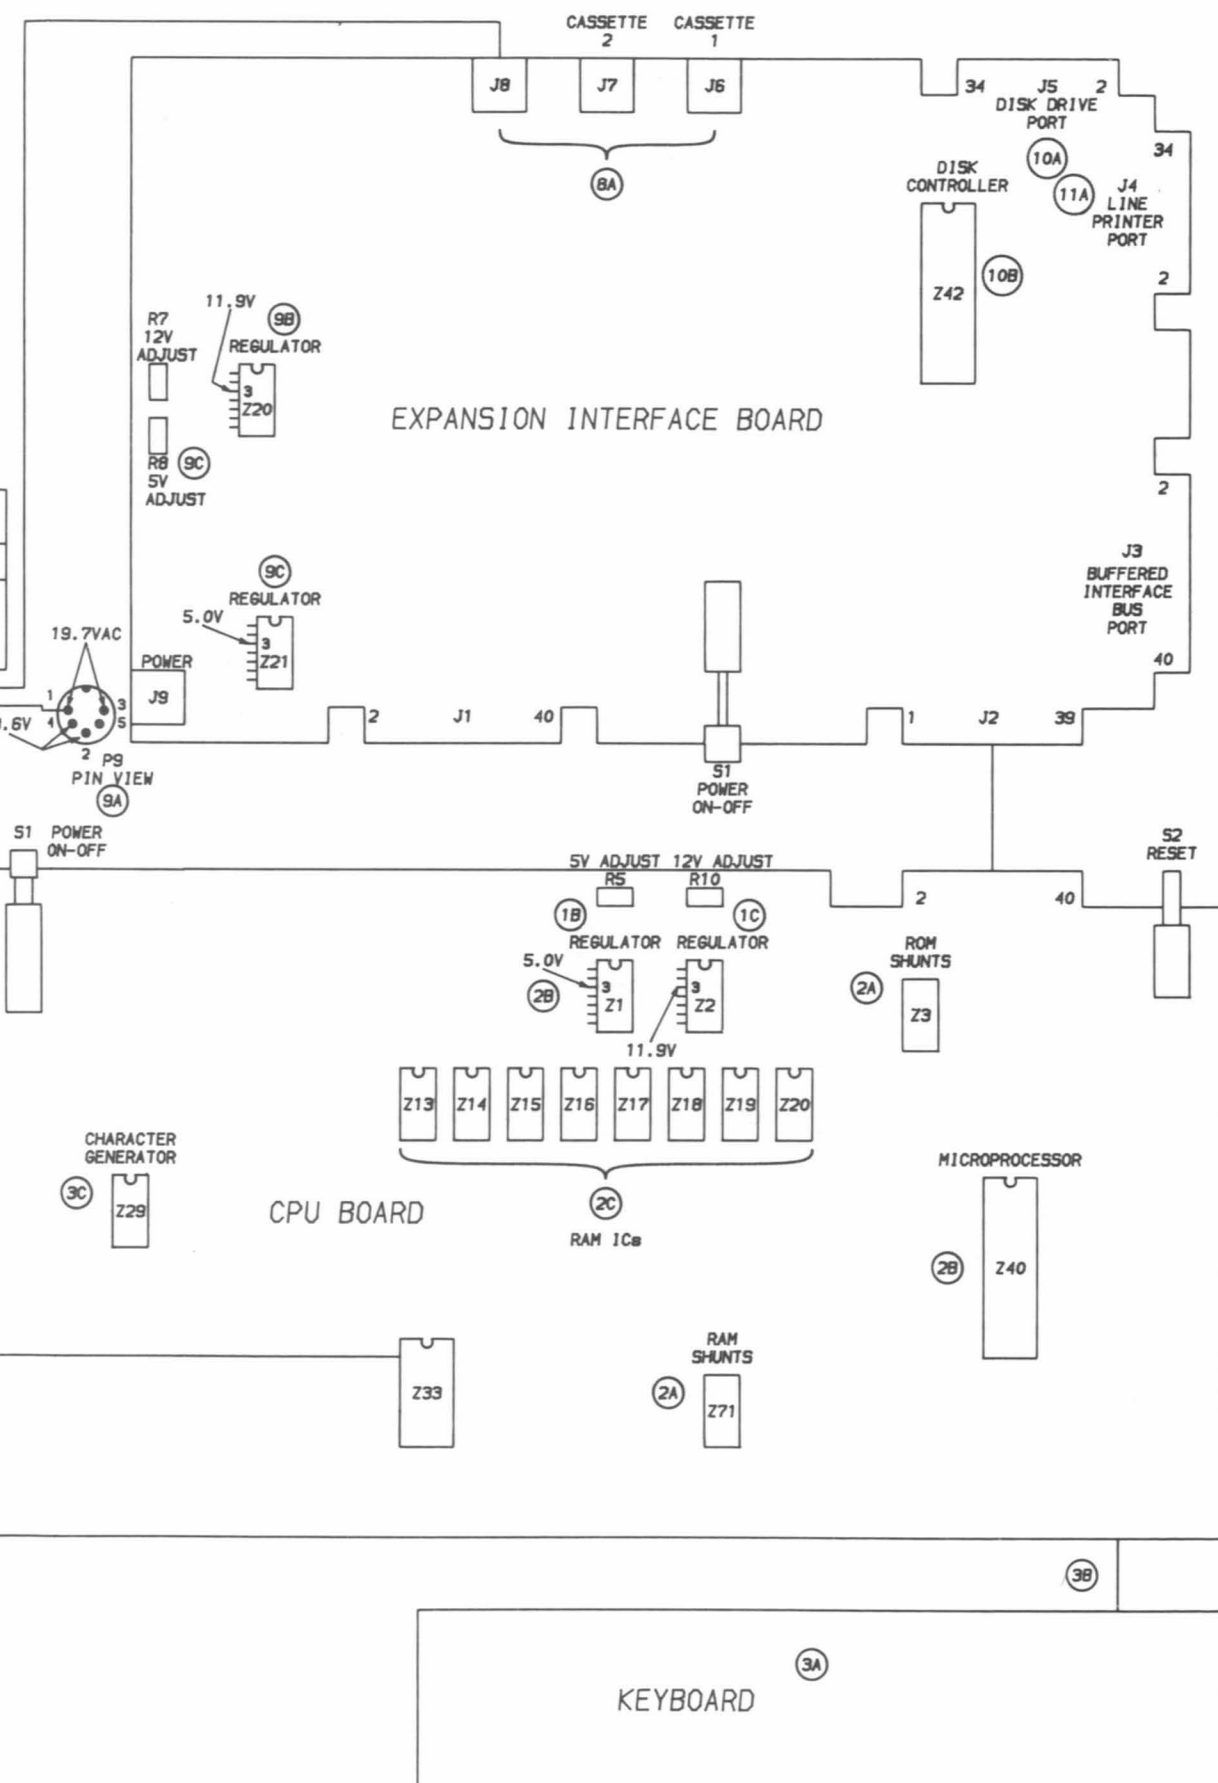 CASSETTE
2
CASSETTE
1
J8
J7
J6
34
J5
2
DISK DRIVE
PORT
8A
10A
11A
34
J4
LINE
PRINTER
PORT
2
DISK
CONTROLLER
Z42
10B
11.9V
9B
R7
12V
ADJUST
REGULATOR
3
Z20
R8
5V
ADJUST
9C
EXPANSION INTERFACE BOARD
2
J3
BUFFERED
INTERFACE
BUS
PORT
40
9C
REGULATOR
5.0V
3
Z21
19.7VAC
POWER
J9
1
3
4
5
2
.6V
P9
PIN VIEW
9A
2
J1
40
1
J2
39
S1
POWER
ON-OFF
S1 POWER
ON-OFF
S2
RESET
5V ADJUST
R5
12V ADJUST
R10
2
40
1B
1C
REGULATOR
REGULATOR
5.0V
2B
3
Z1
3
Z2
11.9V
ROM
SHUNTS
2A
Z3
Z13
Z14
Z15
Z16
Z17
Z18
Z19
Z20
2C
RAM ICs
CHARACTER
GENERATOR
3C
Z29
CPU BOARD
MICROPROCESSOR
2B
Z40
Z33
RAM
SHUNTS
2A
Z71
3B
3A
KEYBOARD